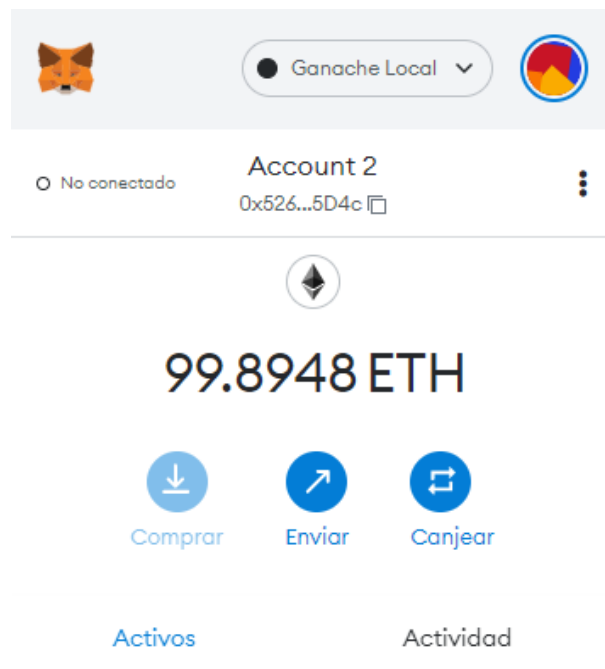 Ganache Local
No conectado
Account 2
0x526...5D4c
99.8948 ETH
Comprar
Enviar
Canjear
Activos
Actividad